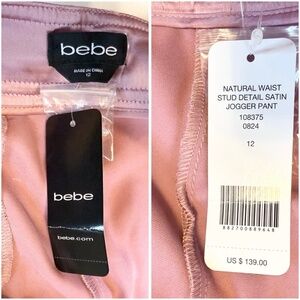 bebe
MADE IN CHINA
12
bebe
bebe.com
NATURAL WAIST
STUD DETAIL SATIN
JOGGER PANT
108375
0824
12
US $ 139.00